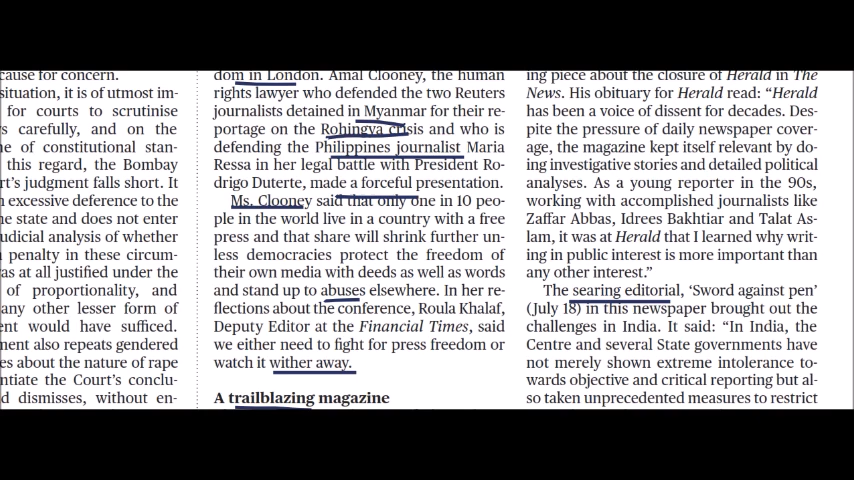 cause for concern.
situation, it is of utmost im-
for courts to scrutinise
carefully, and on the
of constitutional stan-
this regard, the Bombay
judgment falls short. It
excessive deference to the
state and does not enter
judicial analysis of whether
penalty in these circum-
as at all justified under the
of proportionality, and
any other lesser form of
would have sufficed.
also repeats gendered
about the nature of rape
the Court's conclu-
dismisses, without en-
dom in London. Amal Clooney, the human
rights lawyer who defended the two Reuters
journalists detained in Myanmar for their re-
portage on the Rohingya crisis and who is
defending the Philippines journalist Maria
Ressa in her legal battle with President Ro-
drigo Duterte, made a forceful presentation.
Ms. Clooney said that only one in 10 peo-
ple in the world live in a country with a free
press and that share will shrink further un-
less democracies protect the freedom of
their own media with deeds as well as words
and stand up to abuses elsewhere. In her re-
flections about the conference, Roula Khalaf,
Deputy Editor at the Financial Times, said
we either need to fight for press freedom or
watch it wither away.
A trailblazing magazine
ing piece about the closure of Herald in The
News. His obituary for Herald read: “Herald
has been a voice of dissent for decades. Des-
pite the pressure of daily newspaper cover-
age, the magazine kept itself relevant by do-
ing investigative stories and detailed political
analyses. As a young reporter in the 90s,
working with accomplished journalists like
Zaffar Abbas, Idrees Bakhtiar and Talat As-
lam, it was at Herald that I learned why writ-
ing in public interest is more important than
any other interest.”
The searing editorial, ‘Sword against pen’
(July 18) in this newspaper brought out the
challenges in India. It said: “In India, the
Centre and several State governments have
not merely shown extreme intolerance to-
wards objective and critical reporting but al-
so taken unprecedented measures to restrict